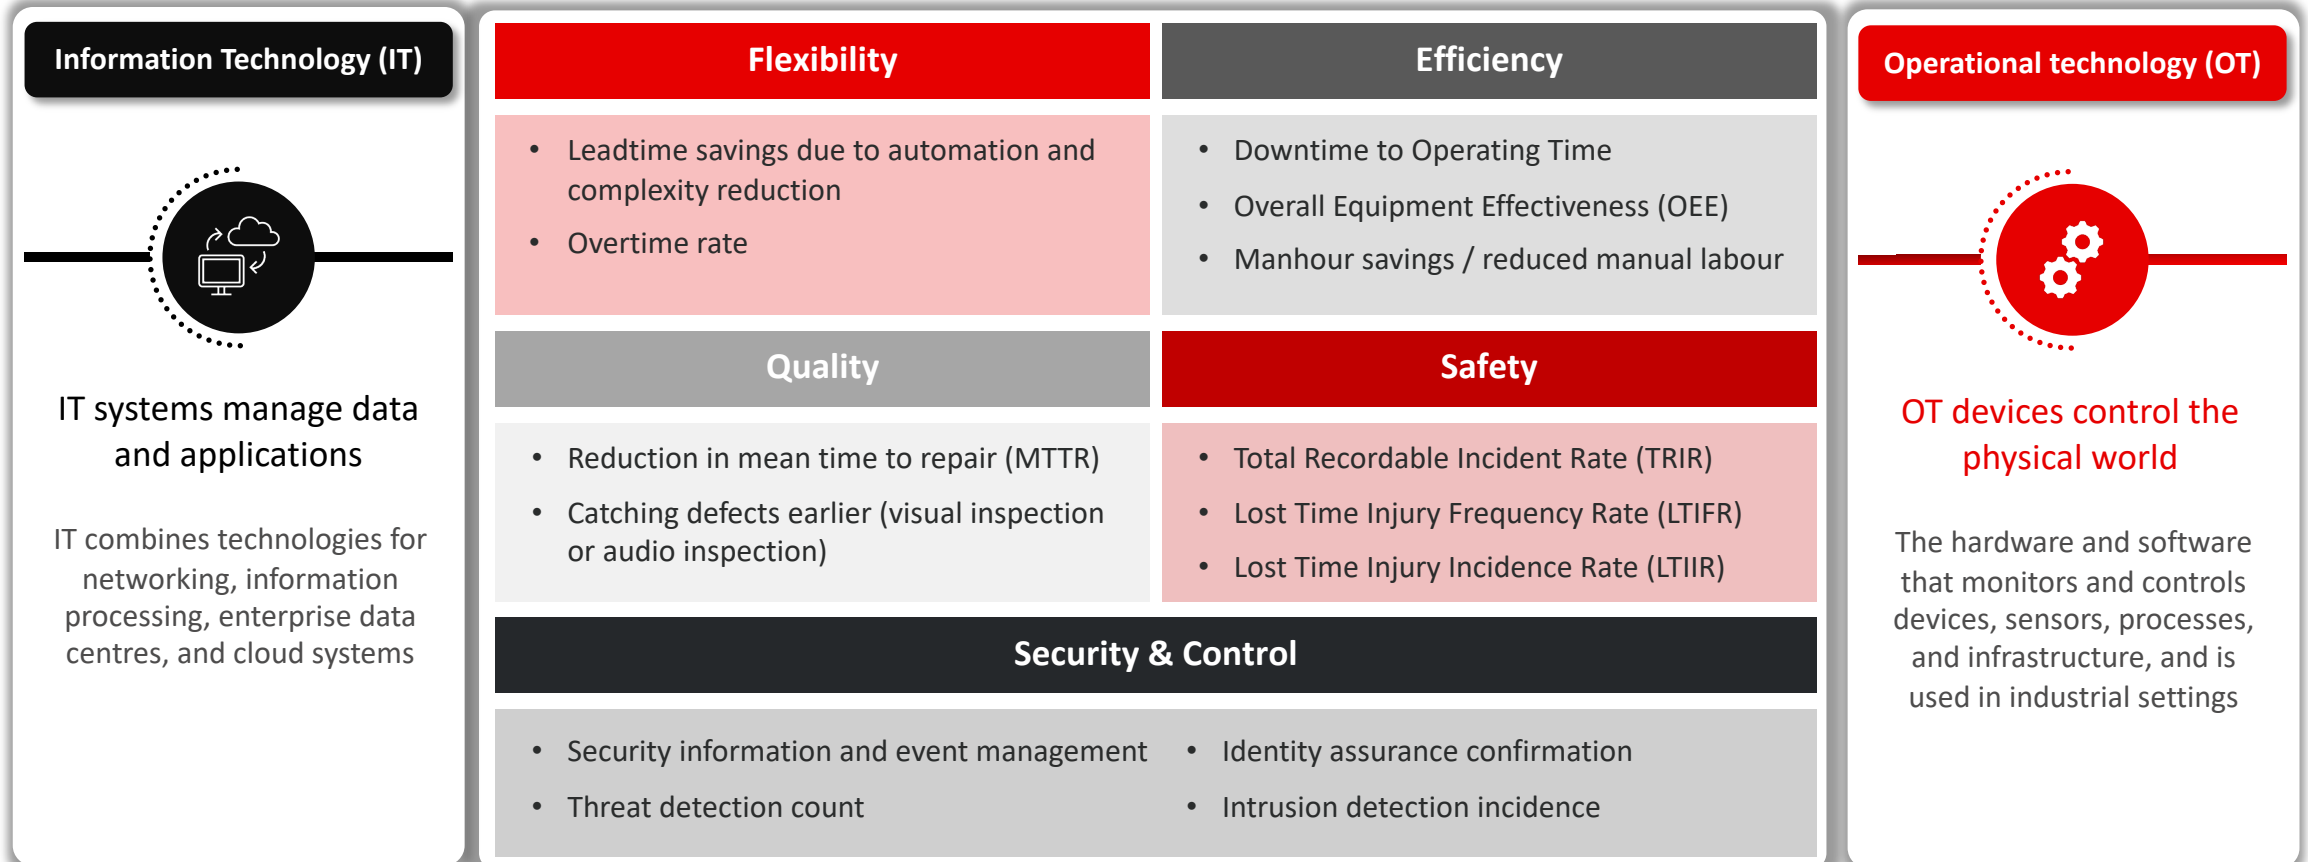 Information Technology (IT)
IT systems manage data
and applications
IT combines technologies for
networking, information
processing, enterprise data
centres, and cloud systems
Flexibility
• Leadtime savings due to automation and
complexity reduction
• Overtime rate
Efficiency
• Downtime to Operating Time
• Overall Equipment Effectiveness (OEE)
• Manhour savings / reduced manual labour
Quality
• Reduction in mean time to repair (MTTR)
• Catching defects earlier (visual inspection
or audio inspection)
Safety
• Total Recordable Incident Rate (TRIR)
• Lost Time Injury Frequency Rate (LTIFR)
• Lost Time Injury Incidence Rate (LTIIR)
Security & Control
• Security information and event management
• Threat detection count
• Identity assurance confirmation
• Intrusion detection incidence
Operational technology (OT)
OT devices control the
physical world
The hardware and software
that monitors and controls
devices, sensors, processes,
and infrastructure, and is
used in industrial settings